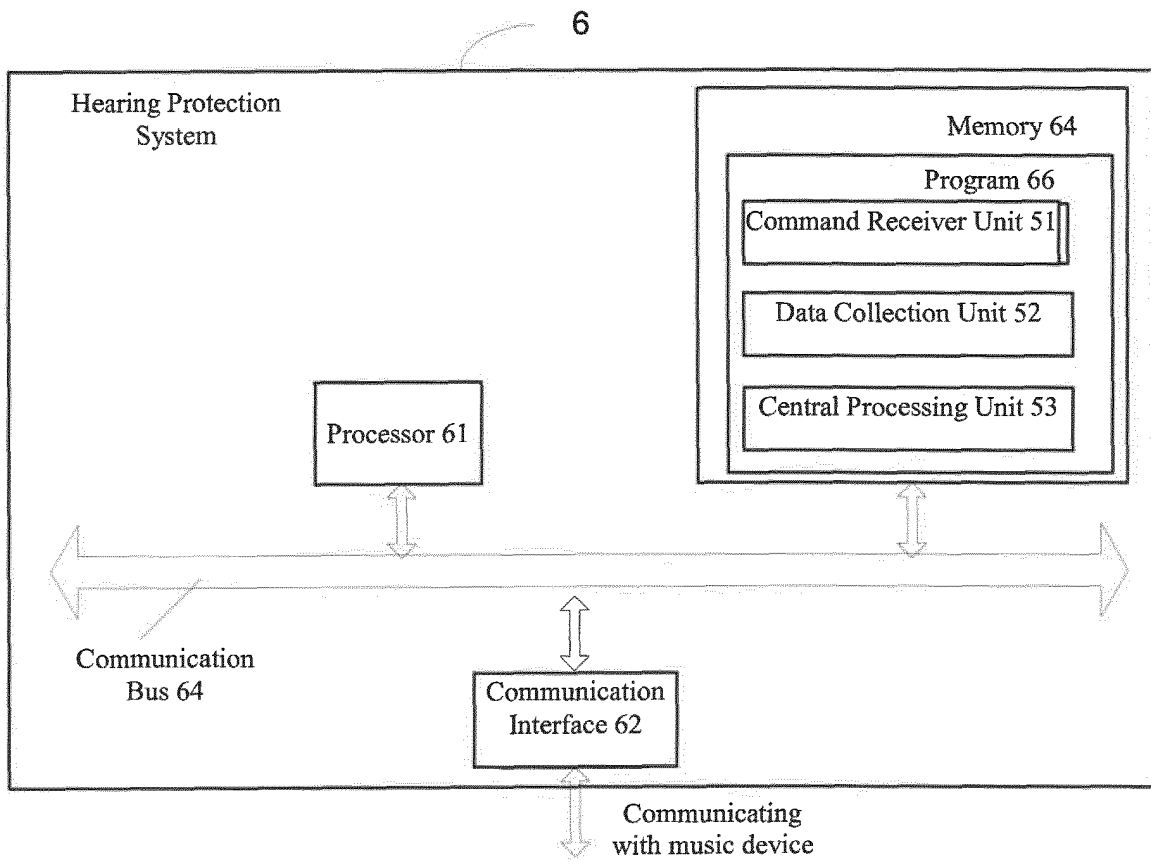 6
Hearing Protection
System
Memory 64
Program 66
Command Receiver Unit 51
Data Collection Unit 52
Central Processing Unit 53
Processor 61
Communication
Bus 64
Communication
Interface 62
Communicating
with music device